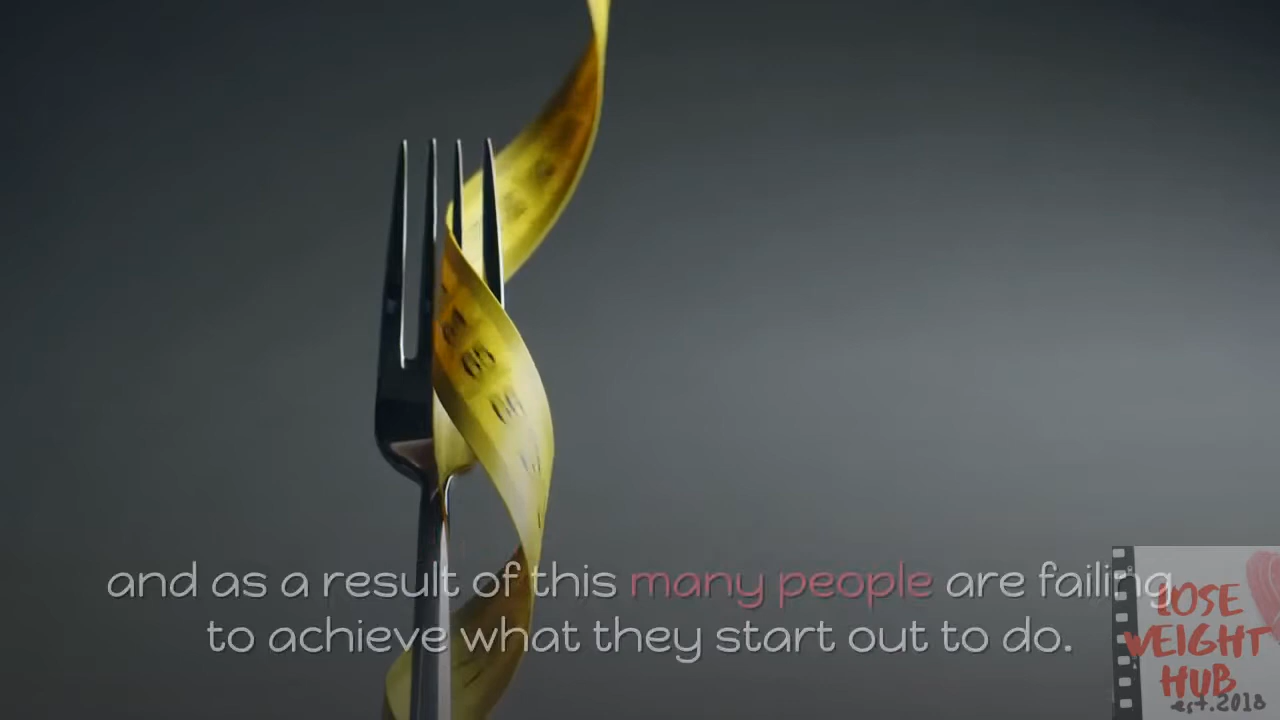 and as a result of this many people are failing
to achieve what they start out to do.
LOSE
WEIGHT
HUB
est.2018